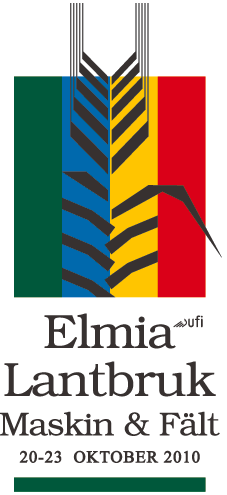 Elmia ufi
Lantbruk
Maskin & Fält
20-23 OKTOBER 2010